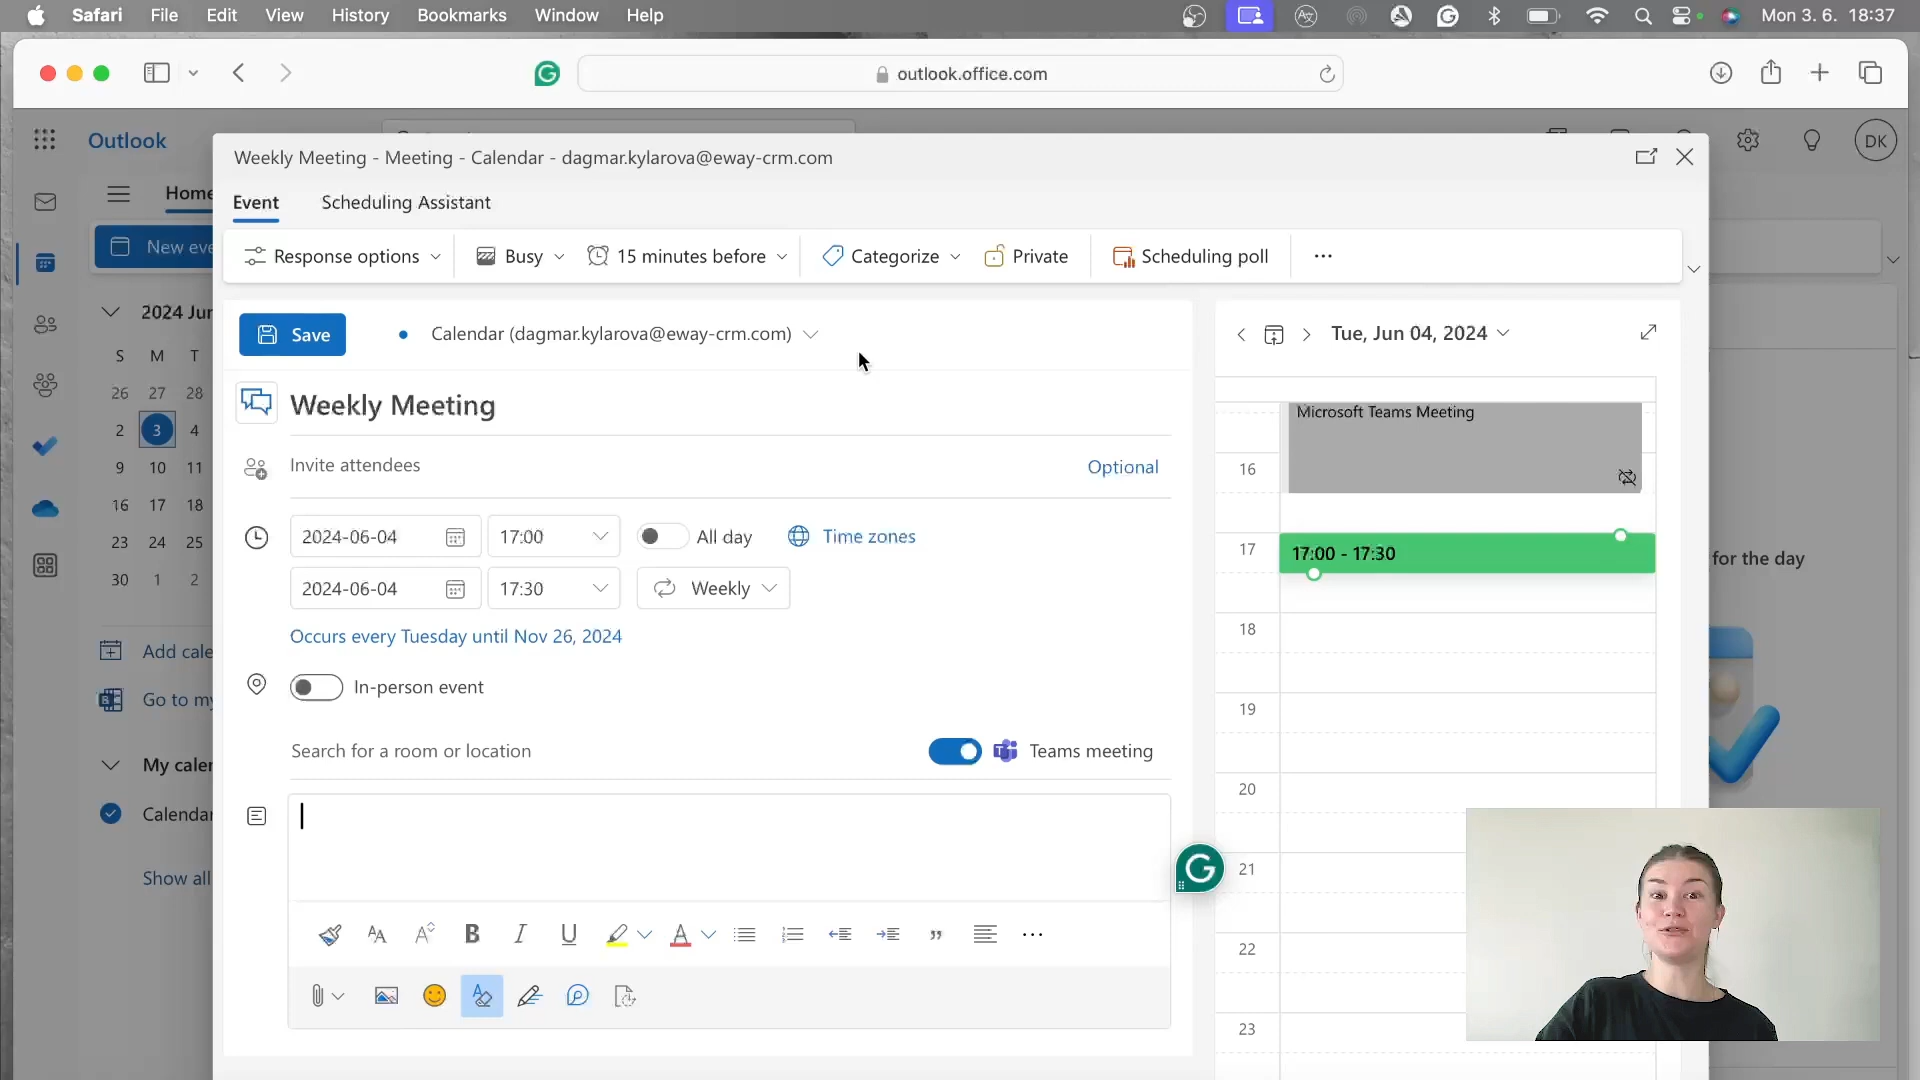 Safari File Edit View History Bookmarks Window Help Mon 3. 6. 18:37
outlook.office.com
Outlook
DK
Weekly Meeting - Meeting - Calendar - dagmar.kylarova@eway-crm.com
Home
Event Scheduling Assistant
New eve
Response options Busy 15 minutes before Categorize Private Scheduling poll
2024 Jun
Save Calendar (dagmar.kylarova@eway-crm.com) Tue, Jun 04, 2024
S M T
26 27 28
2 3 4
9 10 11
16 17 18
23 24 25
30 1 2
Weekly Meeting
Microsoft Teams Meeting
Invite attendees Optional
16
2024-06-04 17:00 All day Time zones
17 17:00 - 17:30
for the day
2024-06-04 17:30 Weekly
Occurs every Tuesday until Nov 26, 2024
18
Add cale
Go to my
In-person event
19
My caler
Search for a room or location Teams meeting
20
Calendar
21
Show all
22
23